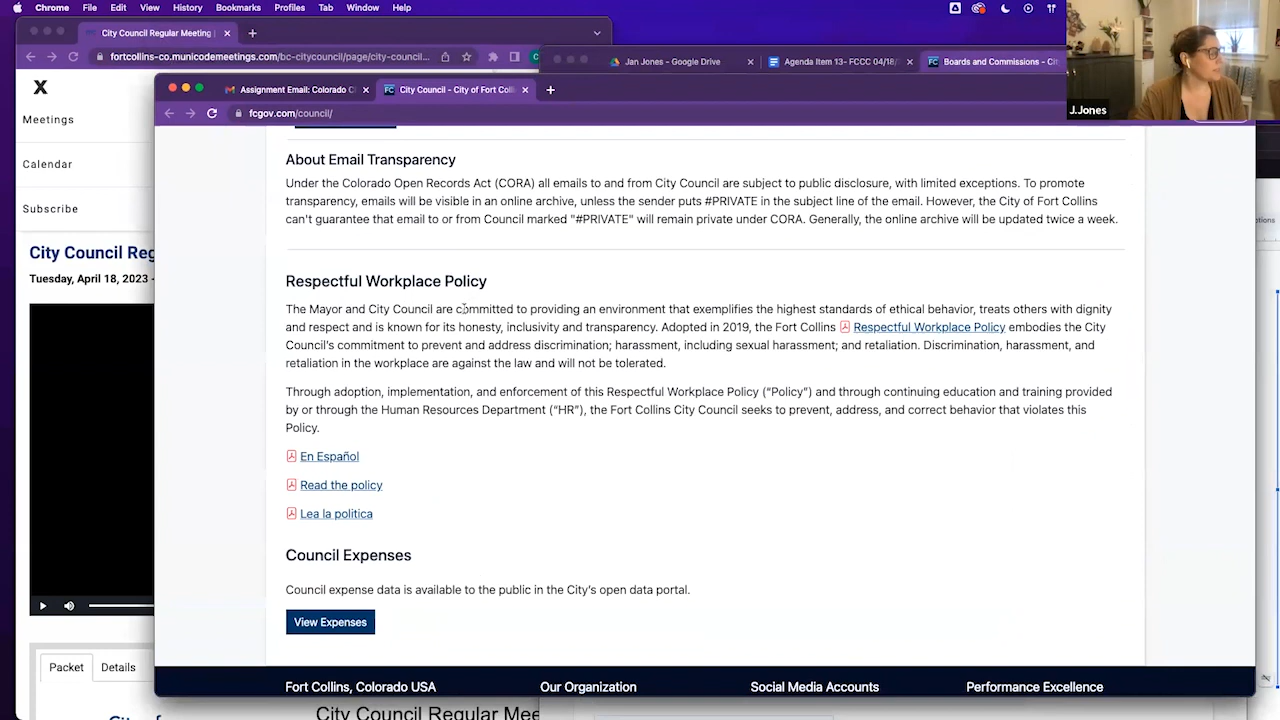 Chrome File Edit View History Bookmarks Profiles Tab Window Help
City Council Regular Meeting |
fortcollins-co.municodemeetings.com/bc-citycouncil/page/city-council...
Jan Jones - Google Drive
Agenda Item 13- FCCC 04/18/
Boards and Commissions - Cit
J.Jones
X
Meetings
Calendar
Subscribe
City Council Reg
Tuesday, April 18, 2023 -
Packet
Details
City of
City Council Regular Mee
Assignment Email: Colorado C
City Council - City of Fort Coll
fcgov.com/council/
About Email Transparency
Under the Colorado Open Records Act (CORA) all emails to and from City Council are subject to public disclosure, with limited exceptions. To promote
transparency, emails will be visible in an online archive, unless the sender puts #PRIVATE in the subject line of the email. However, the City of Fort Collins
can't guarantee that email to or from Council marked "#PRIVATE" will remain private under CORA. Generally, the online archive will be updated twice a week.
Respectful Workplace Policy
The Mayor and City Council are committed to providing an environment that exemplifies the highest standards of ethical behavior, treats others with dignity
and respect and is known for its honesty, inclusivity and transparency. Adopted in 2019, the Fort Collins Respectful Workplace Policy embodies the City
Council's commitment to prevent and address discrimination; harassment, including sexual harassment; and retaliation. Discrimination, harassment, and
retaliation in the workplace are against the law and will not be tolerated.
Through adoption, implementation, and enforcement of this Respectful Workplace Policy ("Policy") and through continuing education and training provided
by or through the Human Resources Department ("HR"), the Fort Collins City Council seeks to prevent, address, and correct behavior that violates this
Policy.
En Español
Read the policy
Lea la politica
Council Expenses
Council expense data is available to the public in the City's open data portal.
View Expenses
Fort Collins, Colorado USA
Our Organization
Social Media Accounts
Performance Excellence